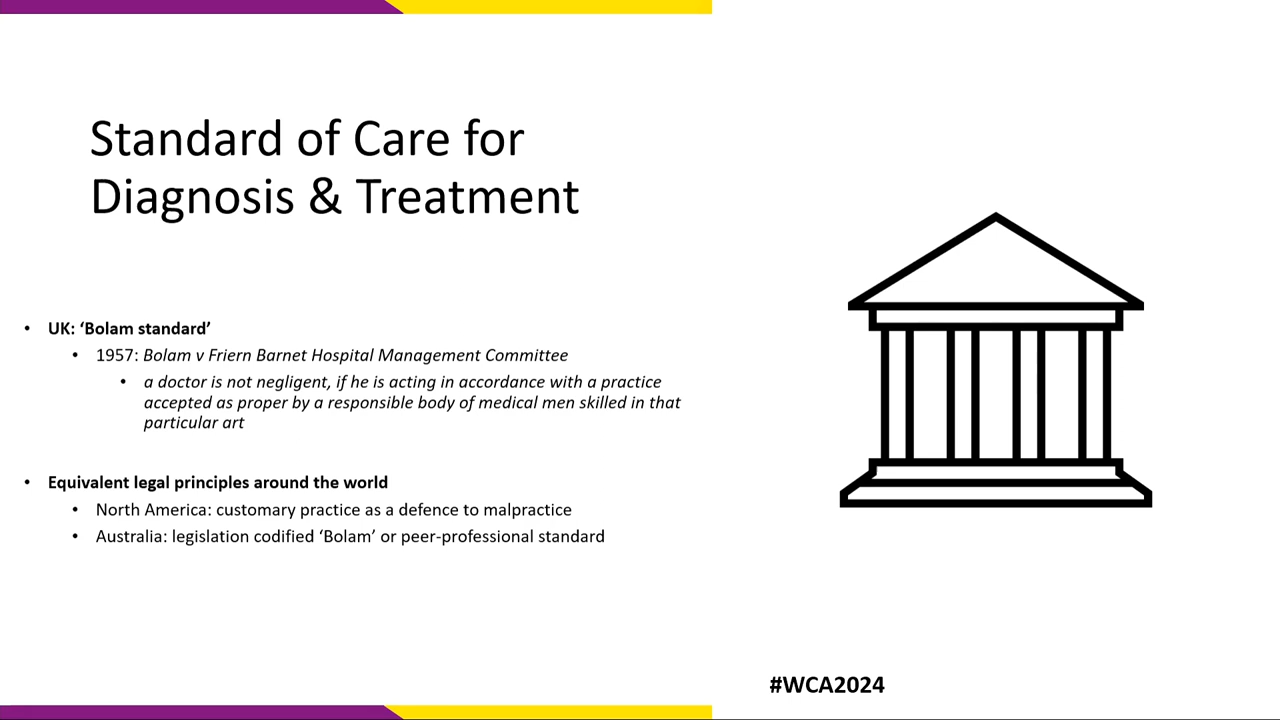 Standard of Care for
Diagnosis & Treatment
• UK: ‘Bolam standard’
• 1957: Bolam v Friern Barnet Hospital Management Committee
• a doctor is not negligent, if he is acting in accordance with a practice
accepted as proper by a responsible body of medical men skilled in that
particular art
• Equivalent legal principles around the world
• North America: customary practice as a defence to malpractice
• Australia: legislation codified ‘Bolam’ or peer-professional standard
#WCA2024